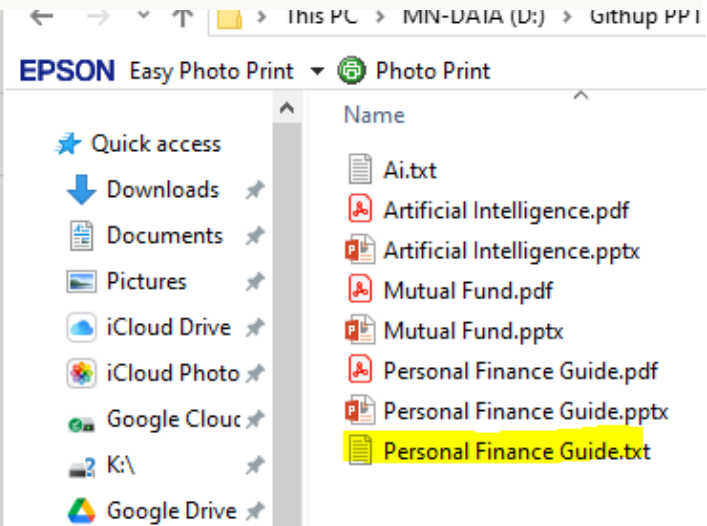 This PC > MN-DATA (D:) > Githup PPT
EPSON Easy Photo Print Photo Print
Quick access
Downloads
Documents
Pictures
iCloud Drive
iCloud Photo
Google Clouc
K:\
Google Drive
Name
Ai.txt
Artificial Intelligence.pdf
Artificial Intelligence.pptx
Mutual Fund.pdf
Mutual Fund.pptx
Personal Finance Guide.pdf
Personal Finance Guide.pptx
Personal Finance Guide.txt